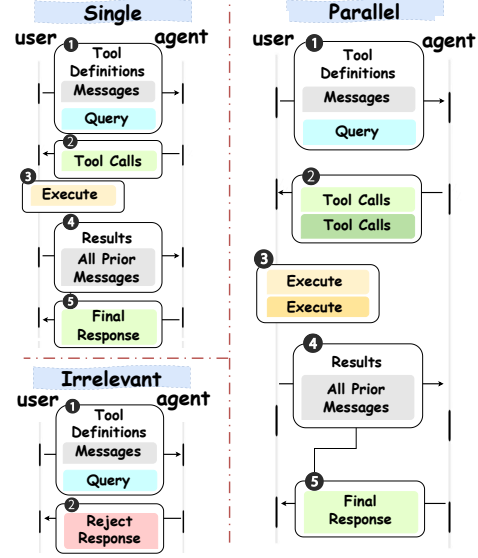 Single
user
agent
1
Tool
Definitions
Messages
Query
2
Tool Calls
3
Execute
4
Results
All Prior
Messages
5
Final
Response
Irrelevant
user
agent
1
Tool
Definitions
Messages
Query
2
Reject
Response
Parallel
user
agent
1
Tool
Definitions
Messages
Query
2
Tool Calls
Tool Calls
3
Execute
Execute
4
Results
All Prior
Messages
5
Final
Response